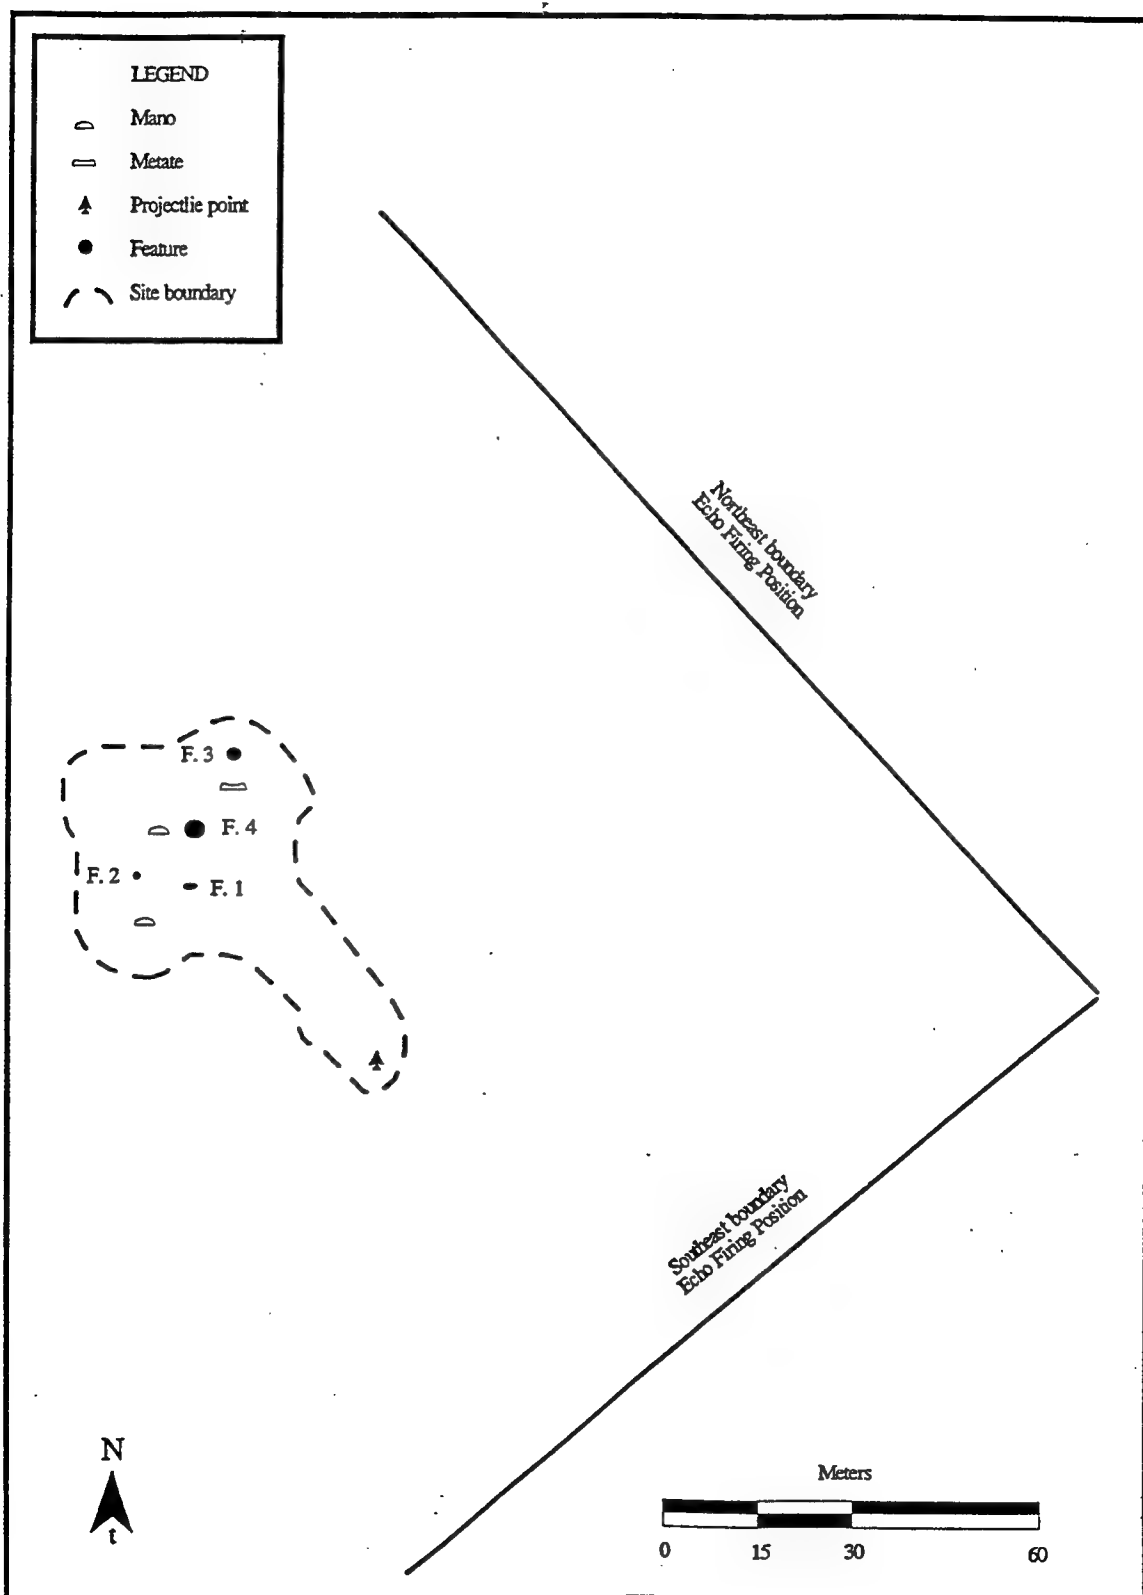 LEGEND
Mano
Metate
Projectlie point
Feature
Site boundary
Northeast boundary
Echo Firing Position
F. 3
F. 4
F. 2
F. 1
Southeast boundary
Echo Firing Position
N
t
Meters
0 15 30 60